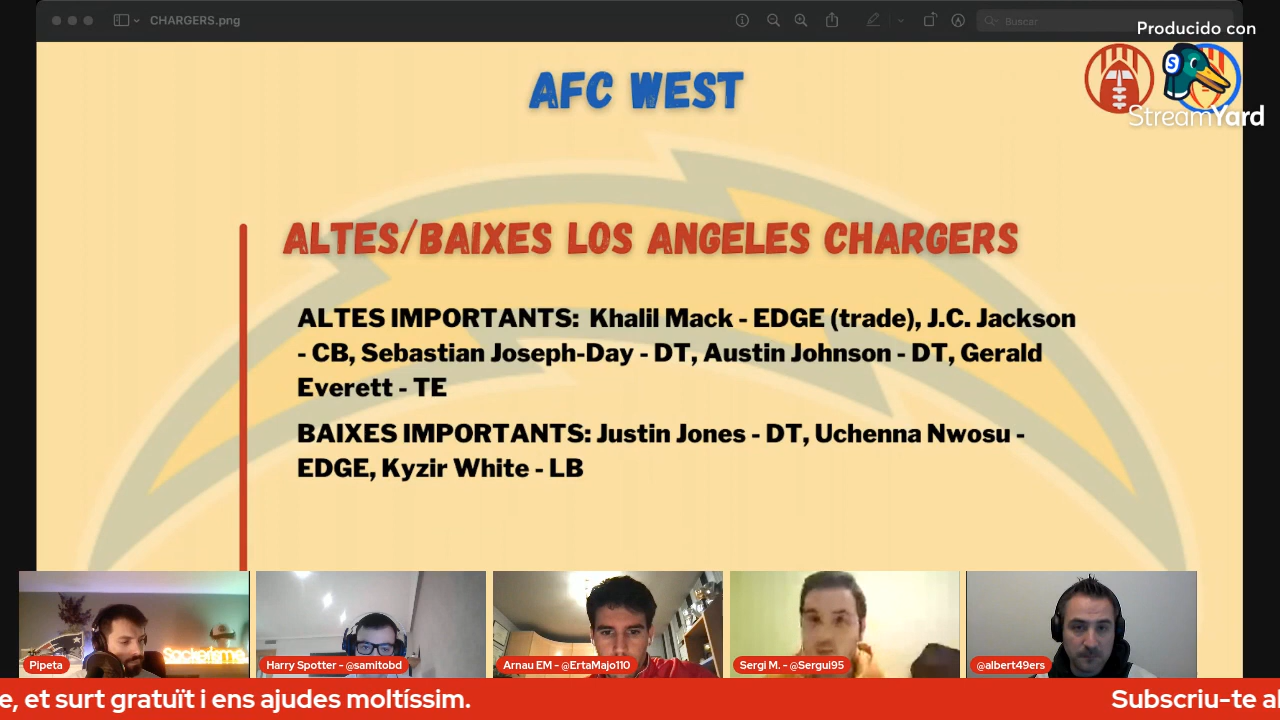 CHARGERS.png
Buscar
Producido con
StreamYard
AFC WEST
ALTES/BAIXES LOS ANGELES CHARGERS
ALTES IMPORTANTS: Khalil Mack - EDGE (trade), J.C. Jackson
- CB, Sebastian Joseph-Day - DT, Austin Johnson - DT, Gerald
Everett - TE
BAIXES IMPORTANTS: Justin Jones - DT, Uchenna Nwosu -
EDGE, Kyzir White - LB
Sackerisme
Pipeta
Harry Spotter - @samitobd
Arnau EM - @ErtaMajo110
Sergi M. - @Sergui95
@albert49ers
e, et surt gratuït i ens ajudes moltíssim.
Subscriu-te al